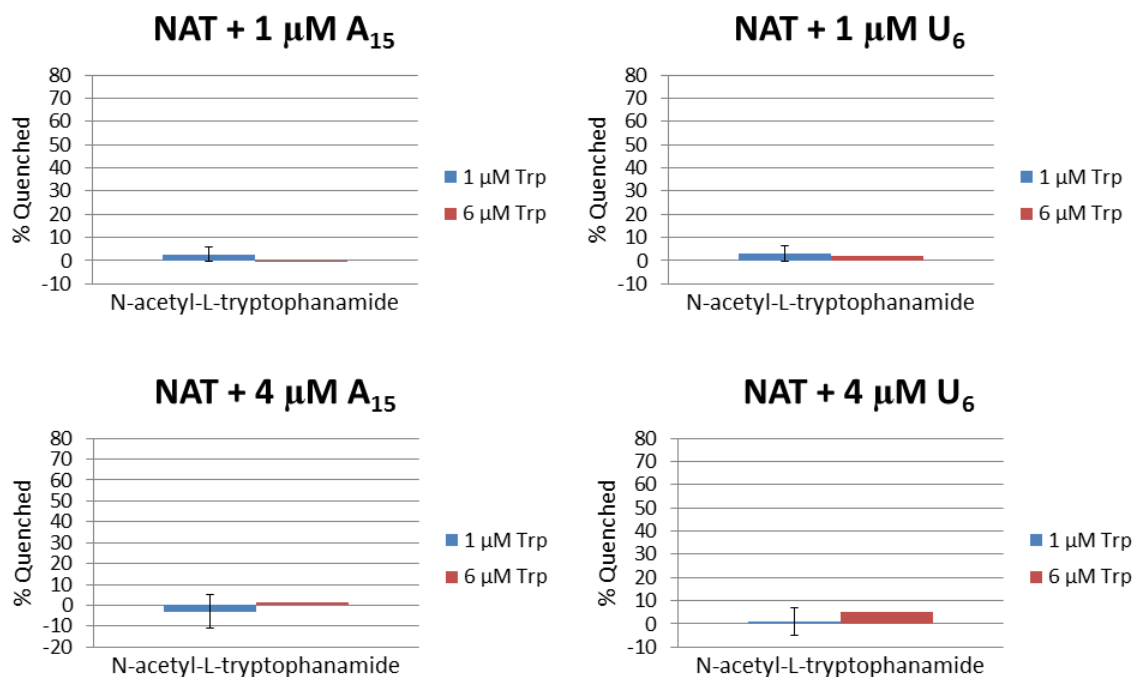 NAT + 1 μM A₁₅
80
70
60
50
40
30
20
10
0
-10
% Quenched
N-acetyl-L-tryptophanamide
1 μM Trp
6 μM Trp
NAT + 1 μM U₆
80
70
60
50
40
30
20
10
0
-10
% Quenched
N-acetyl-L-tryptophanamide
1 μM Trp
6 μM Trp
NAT + 4 μM A₁₅
80
70
60
50
40
30
20
10
0
-10
-20
% Quenched
N-acetyl-L-tryptophanamide
1 μM Trp
6 μM Trp
NAT + 4 μM U₆
80
70
60
50
40
30
20
10
0
-10
% Quenched
N-acetyl-L-tryptophanamide
1 μM Trp
6 μM Trp